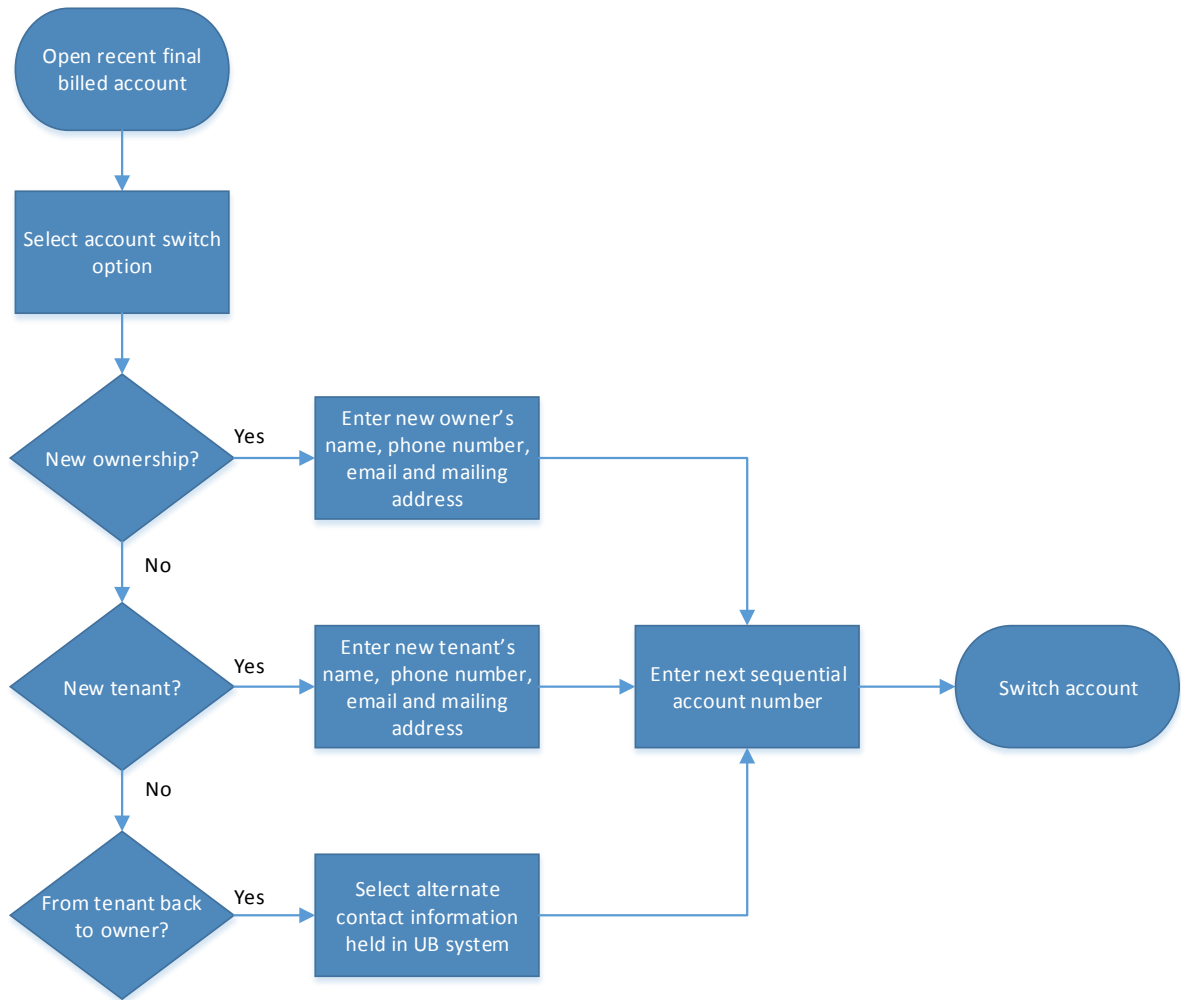 Open recent final
billed account
Select account switch
option
New ownership?
Yes
Enter new owner’s
name, phone number,
email and mailing
address
No
New tenant?
Yes
Enter new tenant’s
name,  phone number,
email and mailing
address
Enter next sequential
account number
Switch account
No
From tenant back
to owner?
Yes
Select alternate
contact information
held in UB system